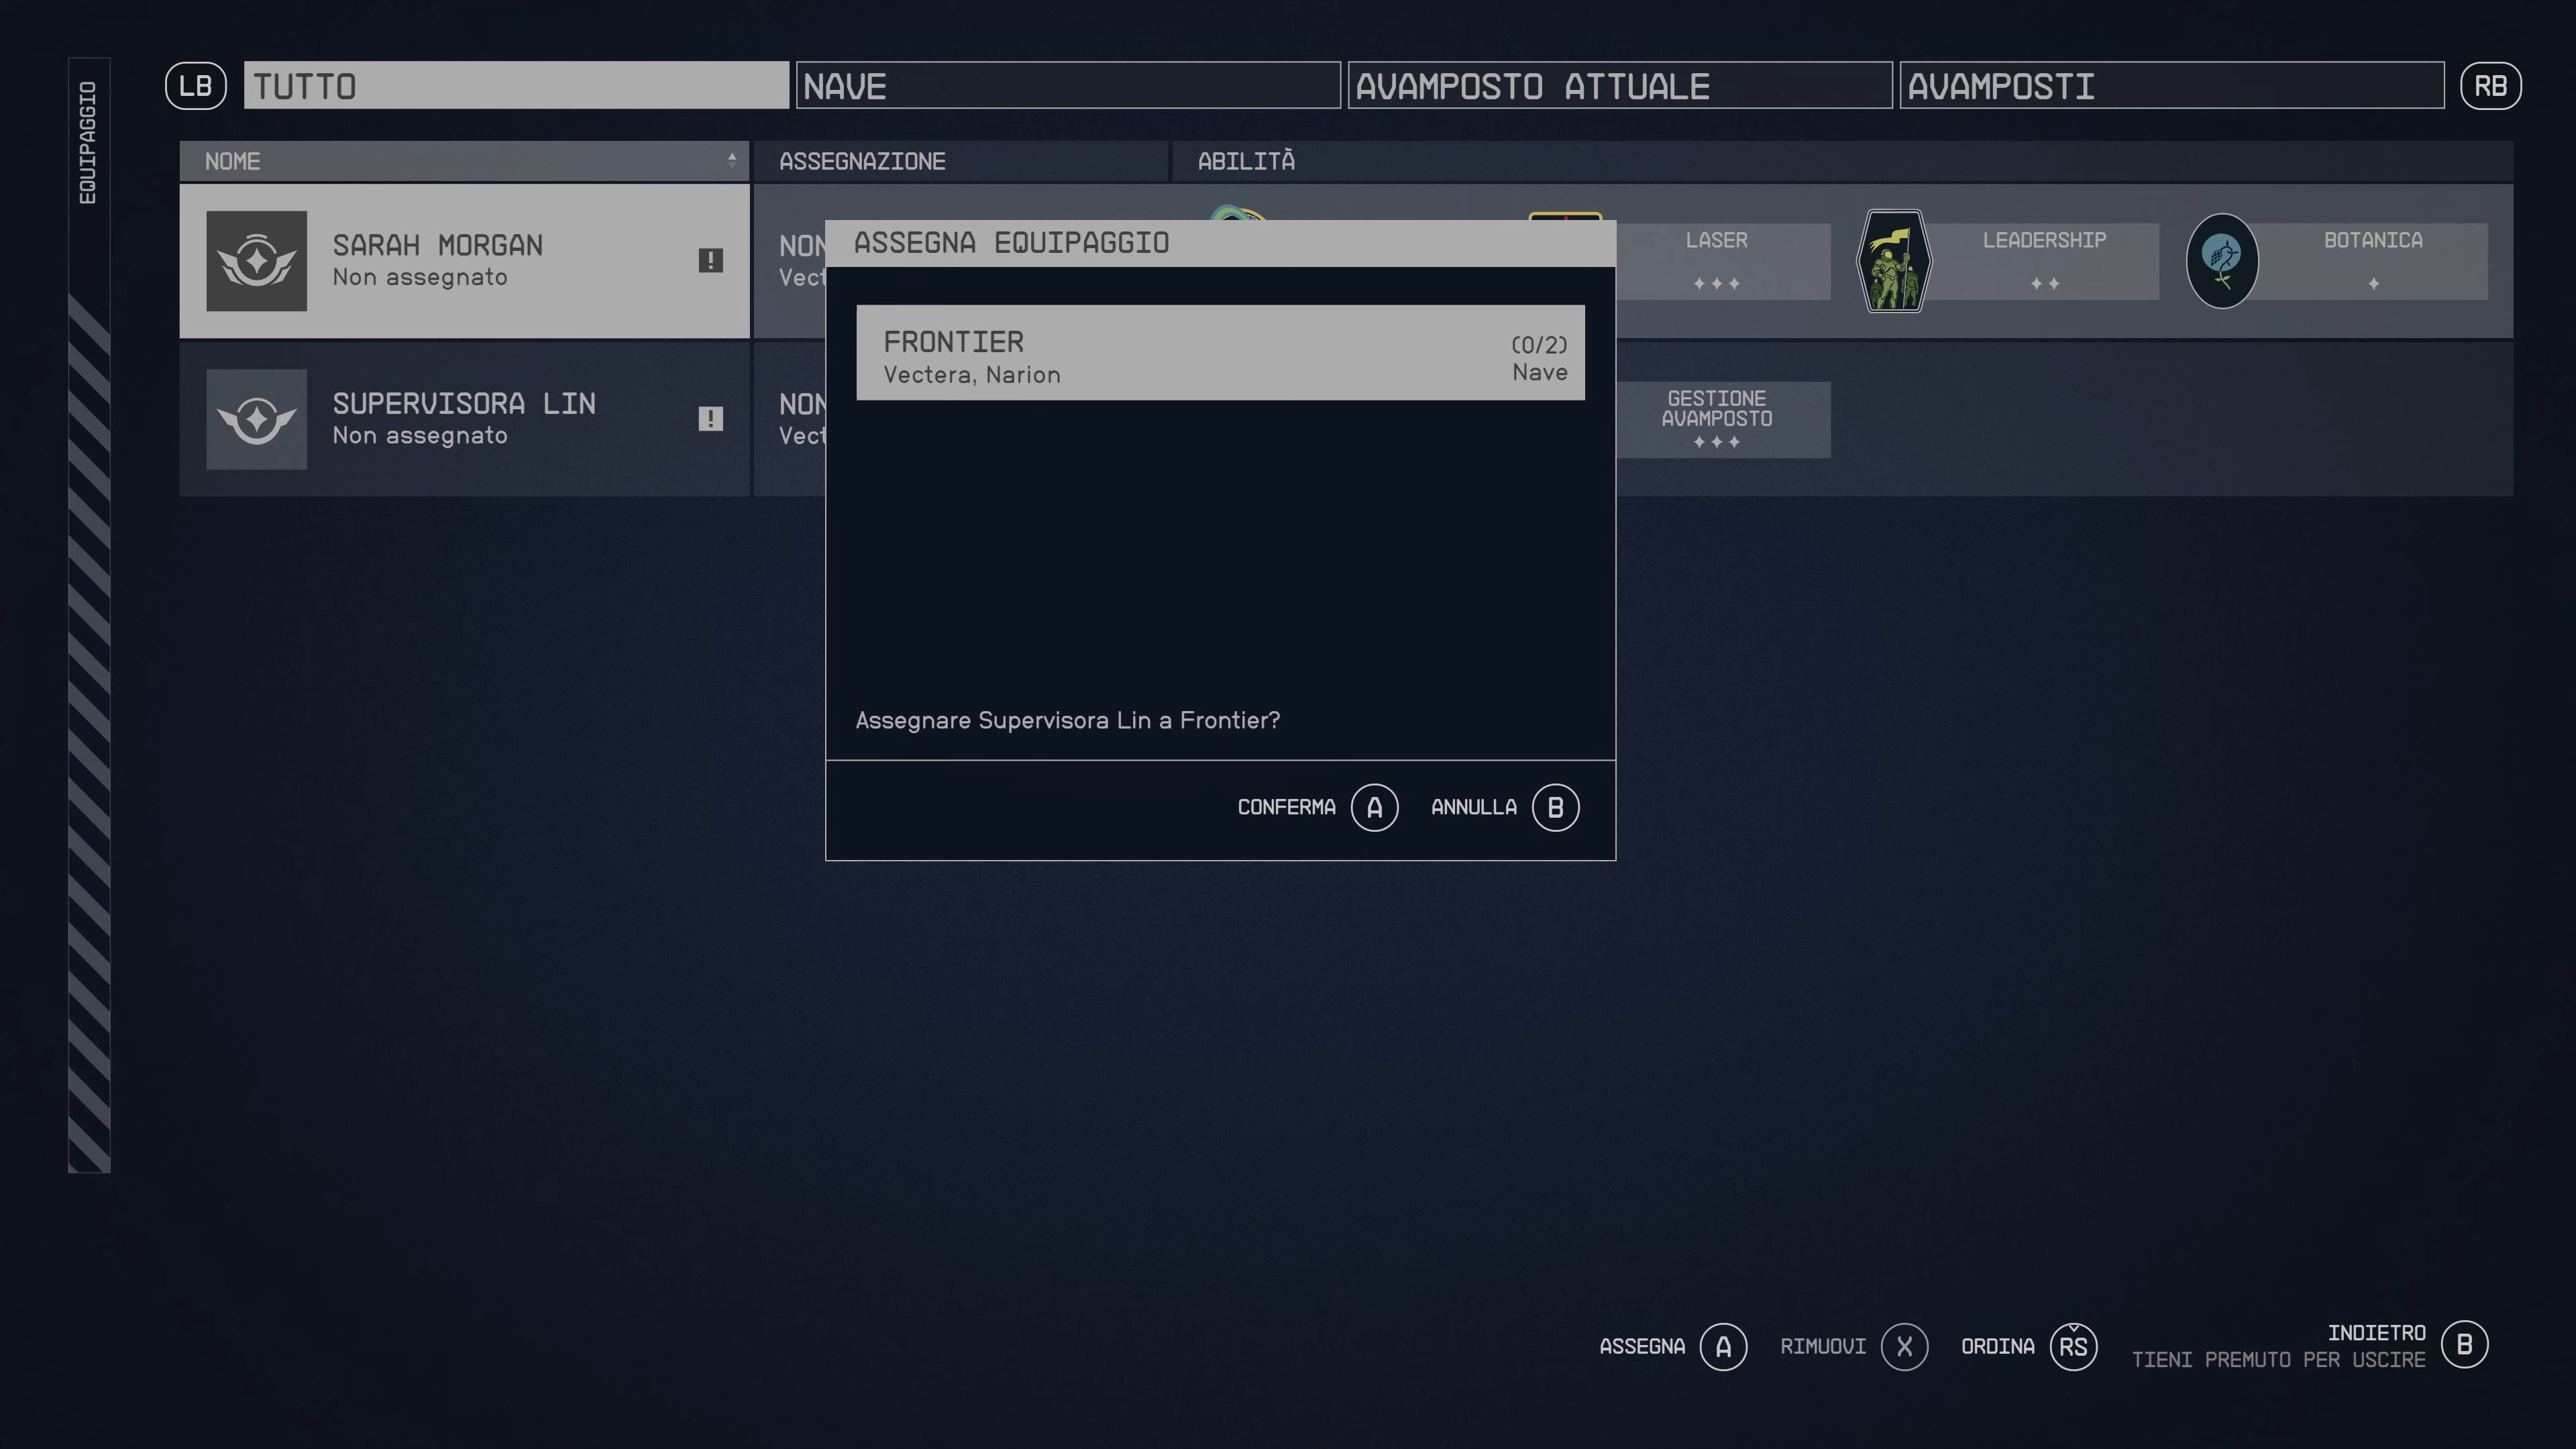 EQUIPAGGIO
LB
TUTTO
NAVE
AVAMPOSTO ATTUALE
AVAMPOSTI
RB
NOME
ASSEGNAZIONE
ABILITÀ
SARAH MORGAN
Non assegnato
LASER
LEADERSHIP
BOTANICA
SUPERVISORA LIN
Non assegnato
GESTIONE
AVAMPOSTO
ASSEGNA EQUIPAGGIO
FRONTIER
(0/2)
Vectera, Narion
Nave
Assegnare Supervisora Lin a Frontier?
CONFERMA A
ANNULLA B
ASSEGNA A
RIMUOVI X
ORDINA RS
INDIETRO
TIENI PREMUTO PER USCIRE
B